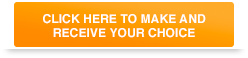 CLICK HERE TO MAKE AND
RECEIVE YOUR CHOICE